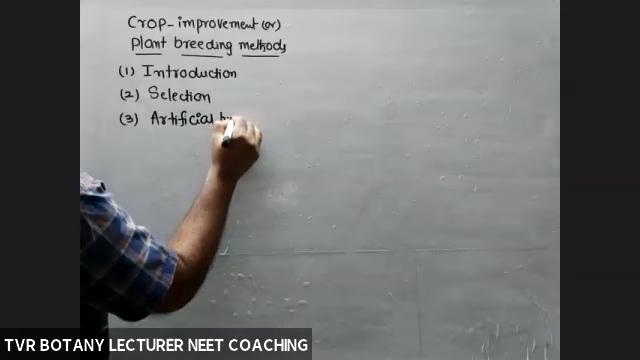 Crop-improvement (or)
plant breeding methods
(1) Introduction
(2) Selection
(3) Artificial
TVR BOTANY LECTURER NEET COACHING